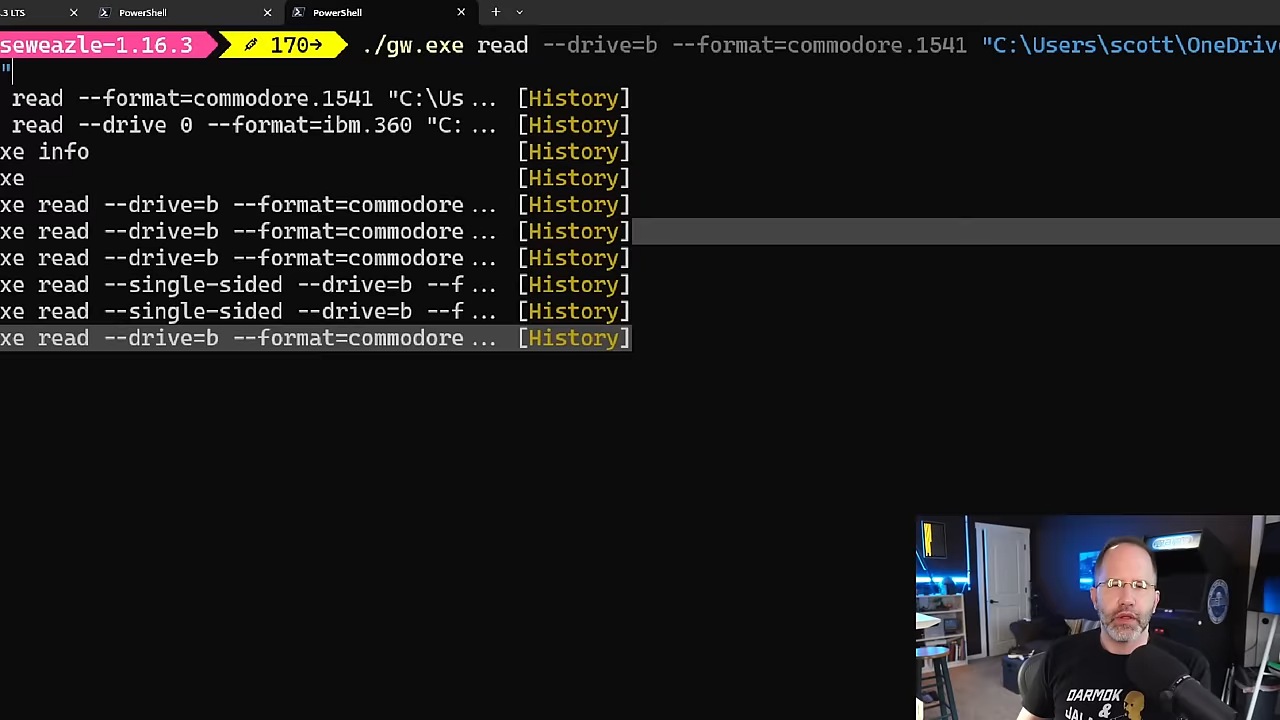 .3 LTS
PowerShell
PowerShell
seweazle-1.16.3 170→ ./gw.exe read --drive=b --format=commodore.1541 "C:\Users\scott\OneDrive
"
read --format=commodore.1541 "C:\Us ... [History]
read --drive 0 --format=ibm.360 "C: ... [History]
xe info [History]
xe [History]
xe read --drive=b --format=commodore ... [History]
xe read --drive=b --format=commodore ... [History]
xe read --drive=b --format=commodore ... [History]
xe read --single-sided --drive=b --f ... [History]
xe read --single-sided --drive=b --f ... [History]
xe read --drive=b --format=commodore ... [History]
DARMOK
&